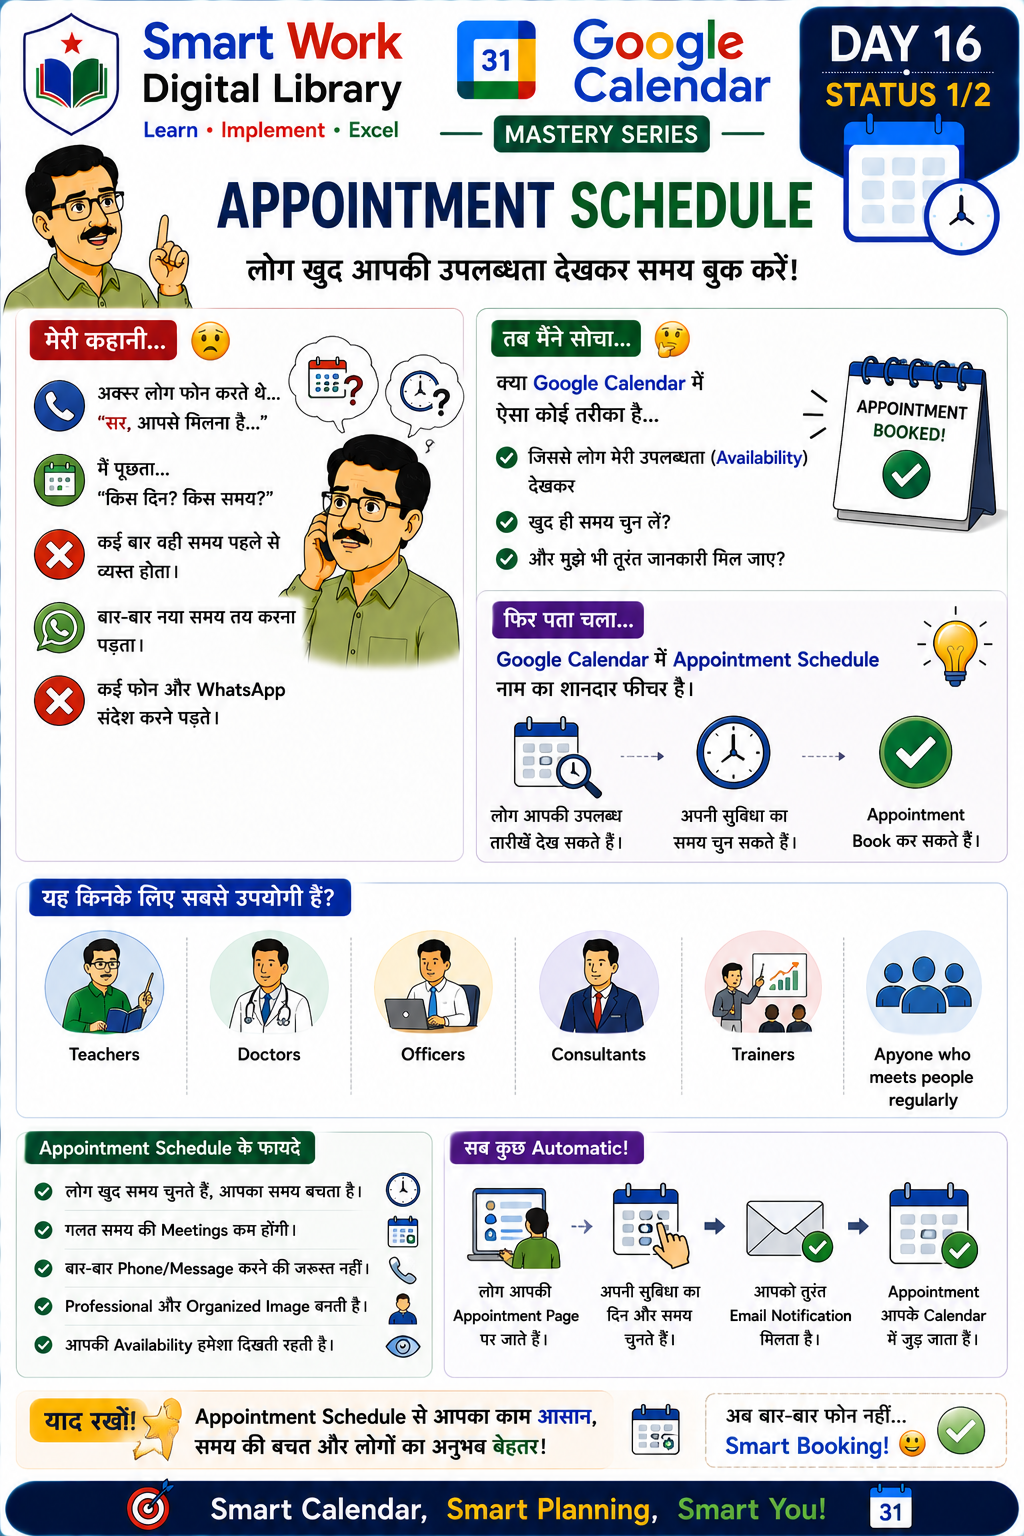 Smart Work
Digital Library
Learn • Implement • Excel
31
Google
Calendar
MASTERY SERIES
DAY 16
STATUS 1/2
APPOINTMENT SCHEDULE
लोग खुद आपकी उपलब्धता देखकर समय बुक करें!
मेरी कहानी...
अक्सर लोग फोन करते थे...
“सर, आपसे मिलना है...”
मैं पूछता...
“किस दिन? किस समय?”
कई बार वही समय पहले से
व्यस्त होता।
बार-बार नया समय तय करना
पड़ता।
कई फोन और WhatsApp
संदेश करने पड़ते।
?
?
तब मैंने सोचा...
क्या Google Calendar में
ऐसा कोई तरीका है...
जिससे लोग मेरी उपलब्धता (Availability)
देखकर
खुद ही समय चुन लें?
और मुझे भी तूरंत जानकारी मिल जाए?
APPOINTMENT
BOOKED!
फिर पता चला...
Google Calendar में Appointment Schedule
नाम का शानदार फीचर है।
लोग आपकी उपलब्ध
तारीखें देख सकते हैं।
अपनी सुबिधा का
समय चुन सकते हैं।
Appointment
Book कर सकते हैं।
यह किनके लिए सबसे उपयोगी हैं?
Teachers
Doctors
Officers
Consultants
Trainers
Apyone who
meets people
regularly
Appointment Schedule के फायदे
लोग खुद समय चुनते हैं, आपका समय बचता है।
गलत समय की Meetings कम होंगी।
बार-बार Phone/Message करने की जरूस्त नहीं।
Professional और Organized Image बनती है।
आपकी Availability हमेशा दिखती रहती है।
सब कुछ Automatic!
लोग आपकी
Appointment Page
पर जाते हैं।
अपनी सुबिधा का
दिन और समय
चुनते हैं।
आपको तुरंत
Email Notification
मिलता है।
Appointment
आपके Calendar
में जुड़ जाता हैं।
याद रखों!
Appointment Schedule से आपका काम आसान,
समय की बचत और लोगों का अनुभब बेहतर!
अब बार-बार फोन नहीं...
Smart Booking!
Smart Calendar, Smart Planning, Smart You!
31